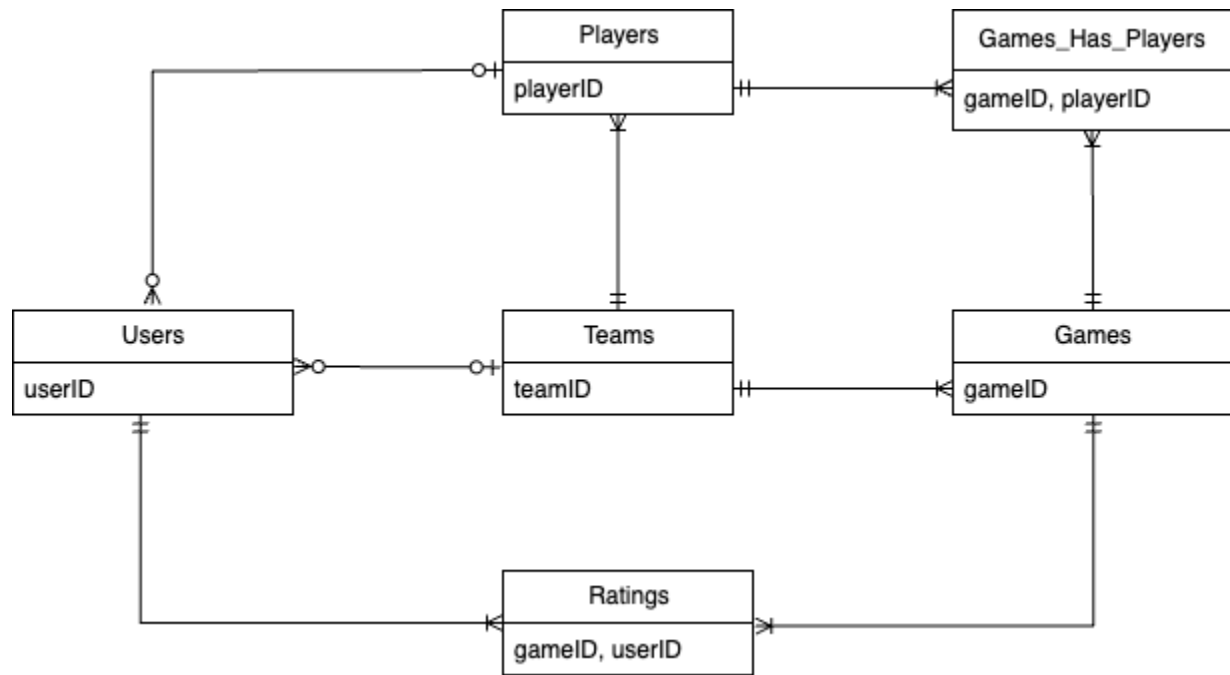 Players
playerID
Games_Has_Players
gameID, playerID
Users
userID
Teams
teamID
Games
gameID
Ratings
gameID, userID